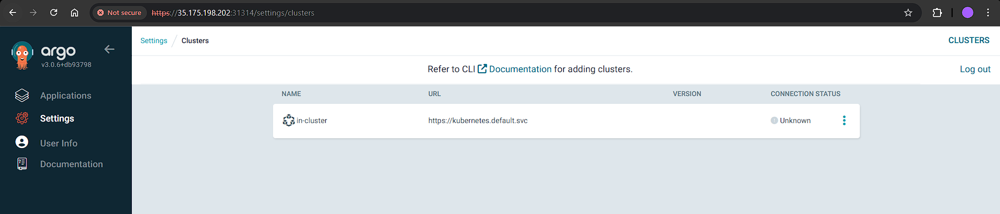 Not secure https://35.175.198.202:31314/settings/clusters
argo
v3.0.6+db93798
Applications
Settings
User Info
Documentation
Settings / Clusters
CLUSTERS
Refer to CLI Documentation for adding clusters.
Log out
NAME URL VERSION CONNECTION STATUS
in-cluster https://kubernetes.default.svc Unknown